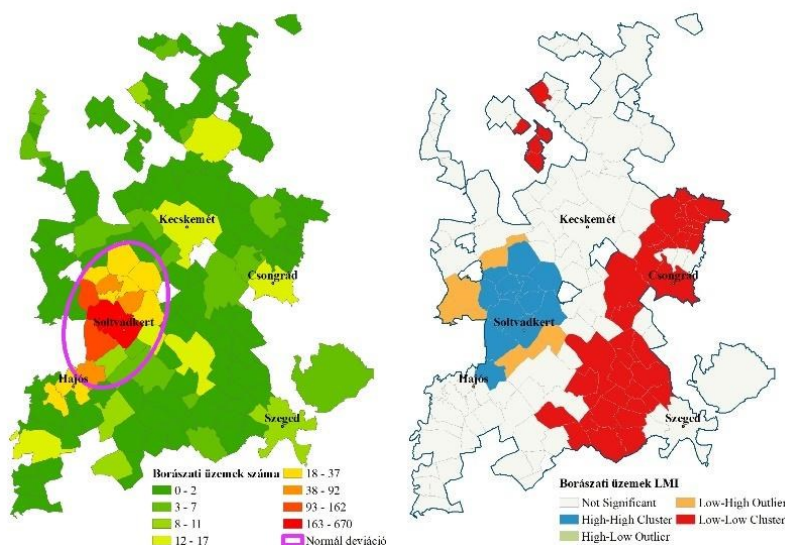 Kecskemét
Csongrád
Soltvadkert
Hajós
Szeged
Borászati üzemek száma
0 - 2
3 - 7
8 - 11
12 - 17
18 - 37
38 - 92
93 - 162
163 - 670
Normál deviáció
Kecskemét
Csongrád
Soltvadkert
Hajós
Szeged
Borászati üzemek LMI
Not Significant
High-High Cluster
High-Low Outlier
Low-High Outlier
Low-Low Cluster